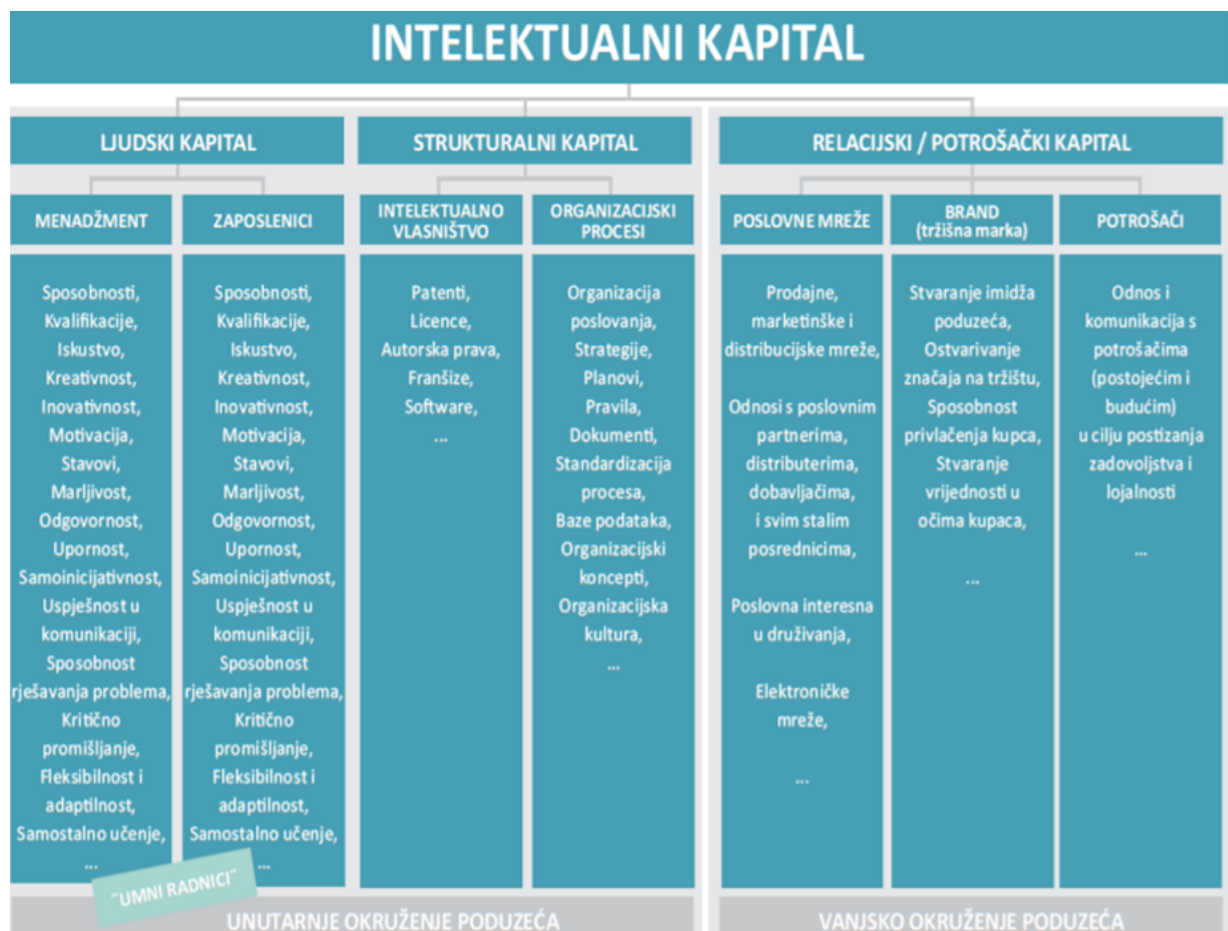 INTELEKTUALNI KAPITAL
LJUDSKI KAPITAL
STRUKTURALNI KAPITAL
RELACIJSKI / POTROŠAČKI KAPITAL
MENADŽMENT
Sposobnosti,
Kvalifikacije,
Iskustvo,
Kreativnost,
Inovativnost,
Motivacija,
Stavovi,
Marljivost,
Odgovornost,
Upornost,
Samoinicijativnost,
Uspješnost u
komunikaciji,
Sposobnost
rješavanja problema,
Kritično
promišljanje,
Fleksibilnost i
adaptilnost,
Samostalno učenje,
...
ZAPOSLENICI
Sposobnosti,
Kvalifikacije,
Iskustvo,
Kreativnost,
Inovativnost,
Motivacija,
Stavovi,
Marljivost,
Odgovornost,
Upornost,
Samoinicijativnost,
Uspješnost u
komunikaciji,
Sposobnost
rješavanja problema,
Kritično
promišljanje,
Fleksibilnost i
adaptilnost,
Samostalno učenje,
...
INTELEKTUALNO
VLASNIŠTVO
Patenti,
Licence,
Autorska prava,
Franšize,
Software,
...
ORGANIZACIJSKI
PROCESI
Organizacija
poslovanja,
Strategije,
Planovi,
Pravila,
Dokumenti,
Standardizacija
procesa,
Baze podataka,
Organizacijski
koncepti,
Organizacijska
kultura,
...
POSLOVNE MREŽE
Prodajne,
marketinške i
distribucijske mreže,
Odnosi s poslovnim
partnerima,
distributerima,
dobavljačima,
i svim stalim
posrednicima,
Poslovna interesna
u druživanja,
Elektroničke
mreže,
...
BRAND
(tržišna marka)
Stvaranje imidža
poduzeća,
Ostvarivanje
značaja na tržištu,
Sposobnost
privlačenja kupca,
Stvaranje
vrijednosti u
očima kupaca,
...
POTROŠAČI
Odnos i
komunikacija s
potrošačima
(postojećim i
budućim)
u cilju postizanja
zadovoljstva i
lojalnosti
...
˝UMNI RADNICI˝
UNUTARNJE OKRUŽENJE PODUZEĆA
VANJSKO OKRUŽENJE PODUZEĆA